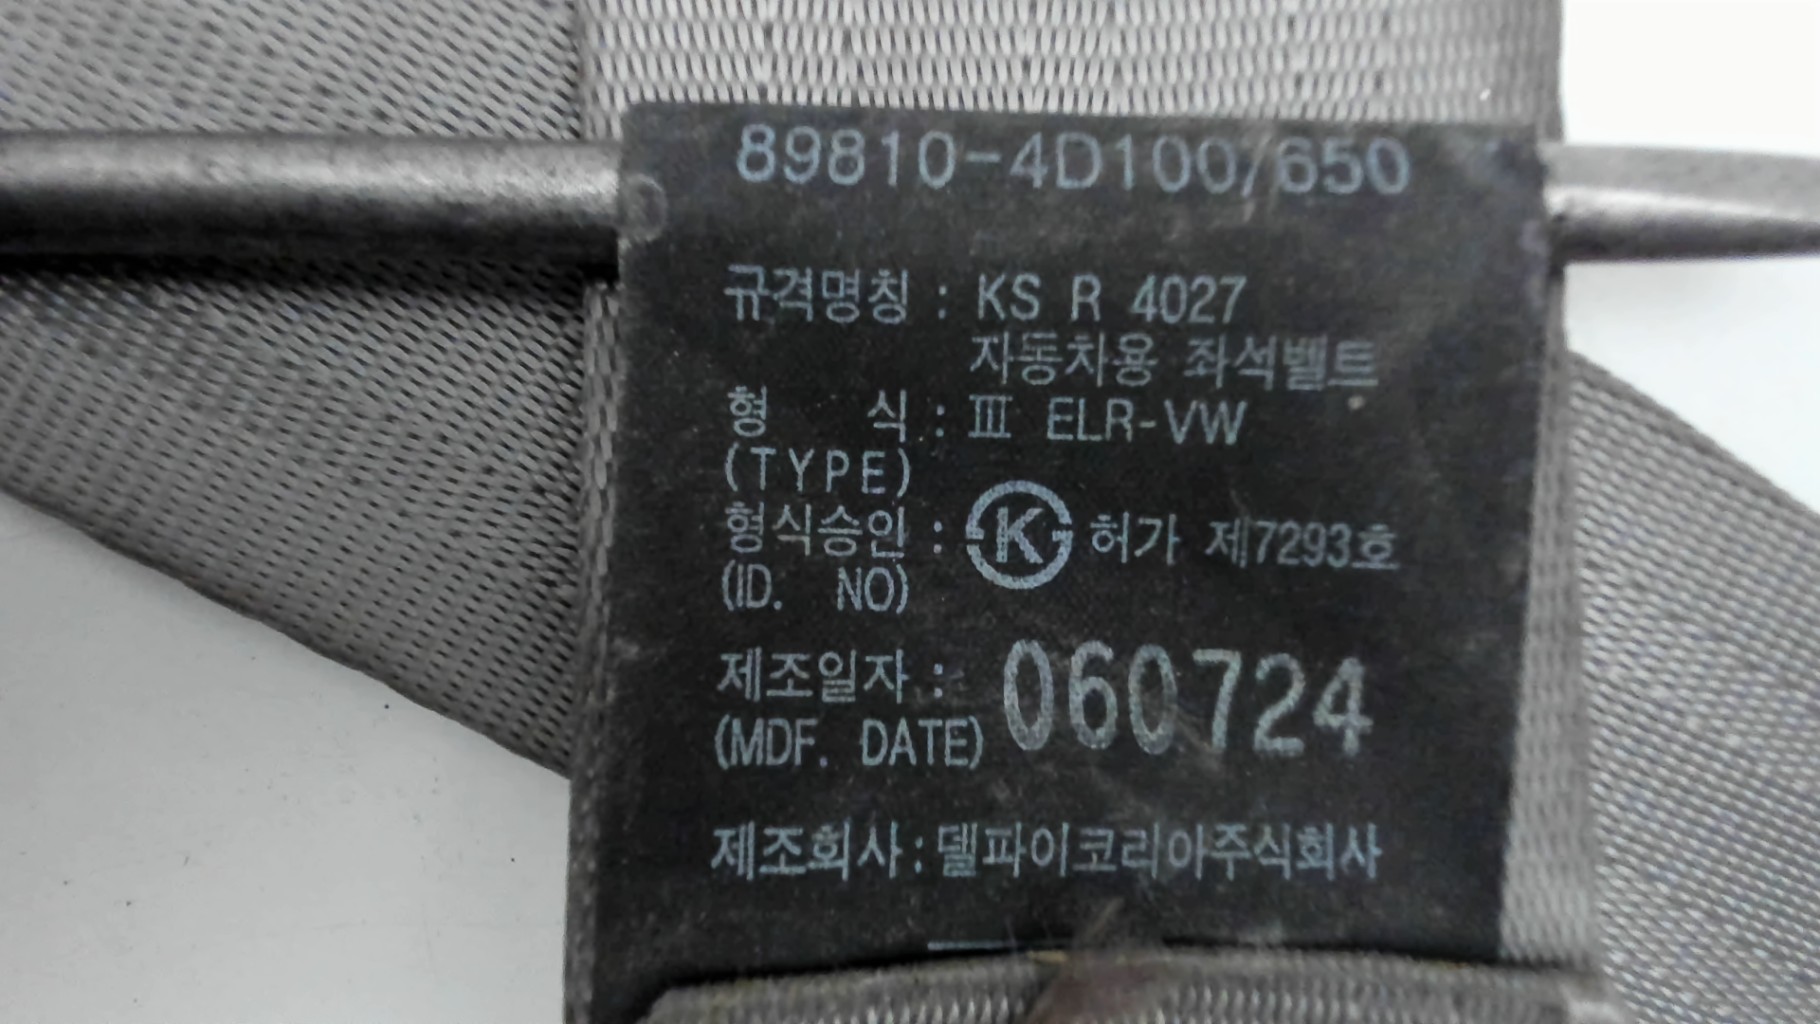 89810-4D100/650
규격명칭 : KS R 4027
자동차용 좌석벨트
형 식 : III ELR-VW
(TYPE)
형식승인 : K 허가 제7293호
(ID. NO)
제조일자 : 060724
(MDF. DATE)
제조회사 : 델파이코리아주식회사